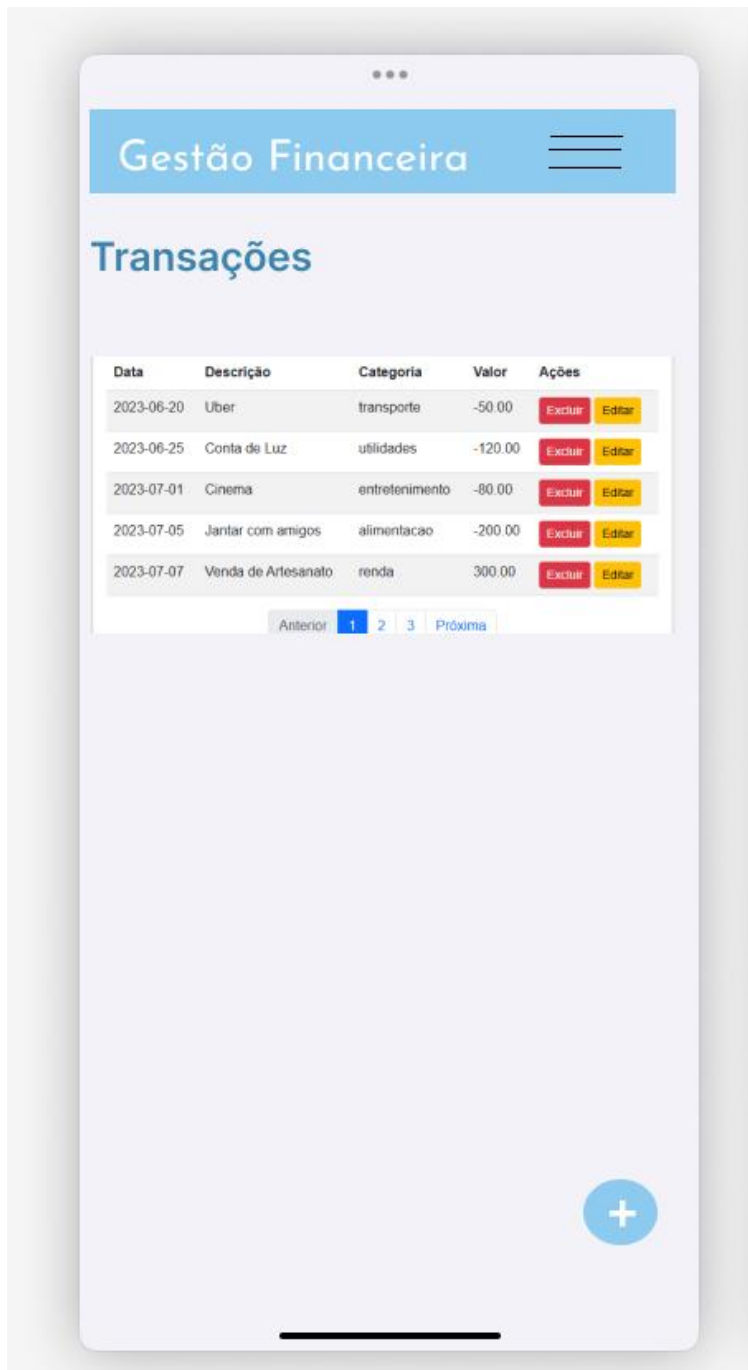 Gestão Financeira
Transações
Data Descrição Categoria Valor Ações
2023-06-20 Uber transporte -50.00 Excluir Editar
2023-06-25 Conta de Luz utilidades -120.00 Excluir Editar
2023-07-01 Cinema entretenimento -80.00 Excluir Editar
2023-07-05 Jantar com amigos alimentacao -200.00 Excluir Editar
2023-07-07 Venda de Artesanato renda 300.00 Excluir Editar
Anterior 1 2 3 Próxima
+